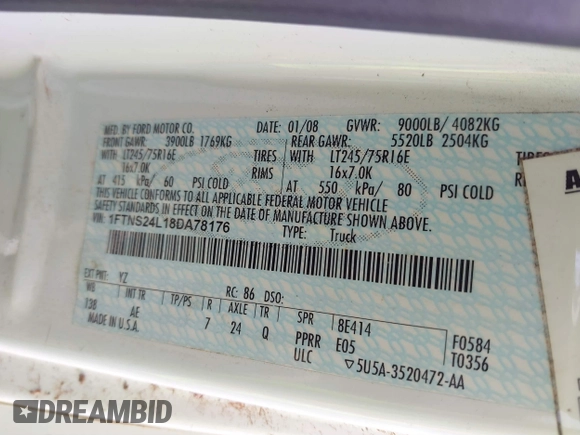 MFD. BY FORD MOTOR CO.
DATE: 01/08 GVWR: 9000LB/ 4082KG
FRONT GAWR: 3900LB 1769KG
REAR GAWR: 5520LB 2504KG
WITH LT245/75R16E TIRES
WITH LT245/75R16E TIRES
16x7.0K RIMS
16x7.0K RIMS
AT 415 kPa/ 60 PSI COLD
AT 550 kPa/ 80 PSI COLD
THIS VEHICLE CONFORMS TO ALL APPLICABLE FEDERAL MOTOR VEHICLE
SAFETY STANDARDS IN EFFECT ON THE DATE OF MANUFACTURE
SHOWN ABOVE.
VIN: 1FTNS24L18DA78176
TYPE: Truck
EXT PNT: YZ RC: 86 DSO:
WB INT TR TP/PS R AXLE TR SPR 8E414 F0584
138 AE 7 24 Q PPRR E05 T0356
MADE IN U.S.A. ULC ▽5U5A-3520472-AA
DREAMBID